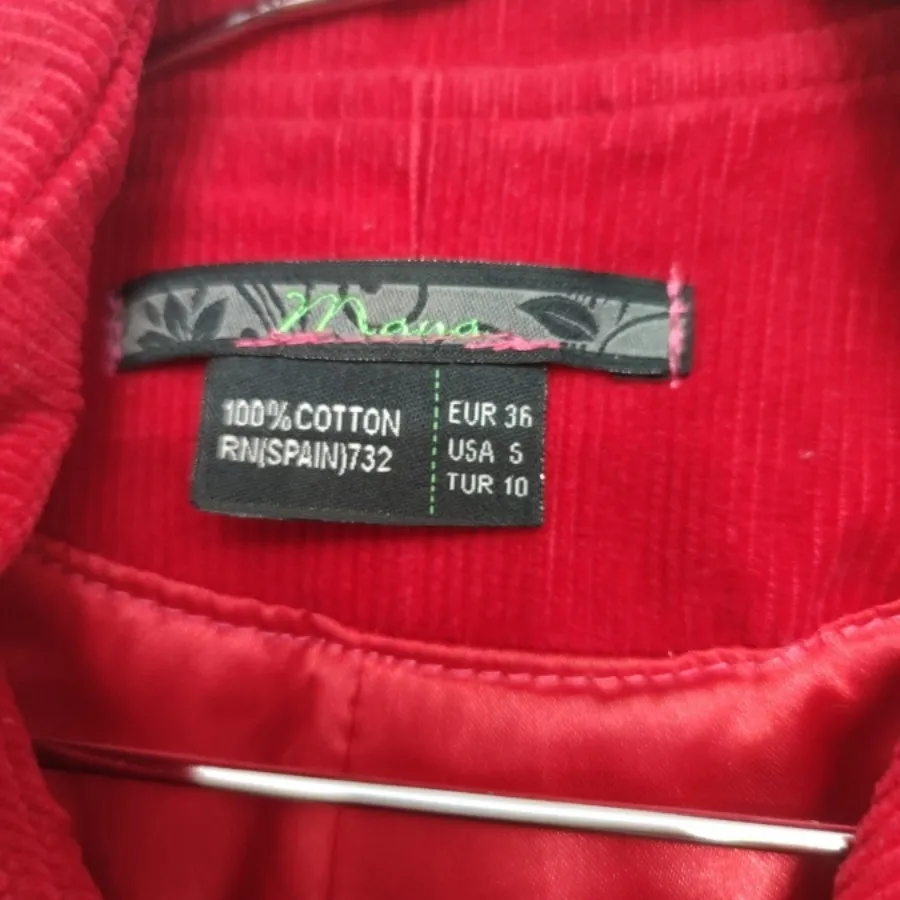 Mana
100% COTTON
RN(SPAIN)732
EUR 36
USA S
TUR 10